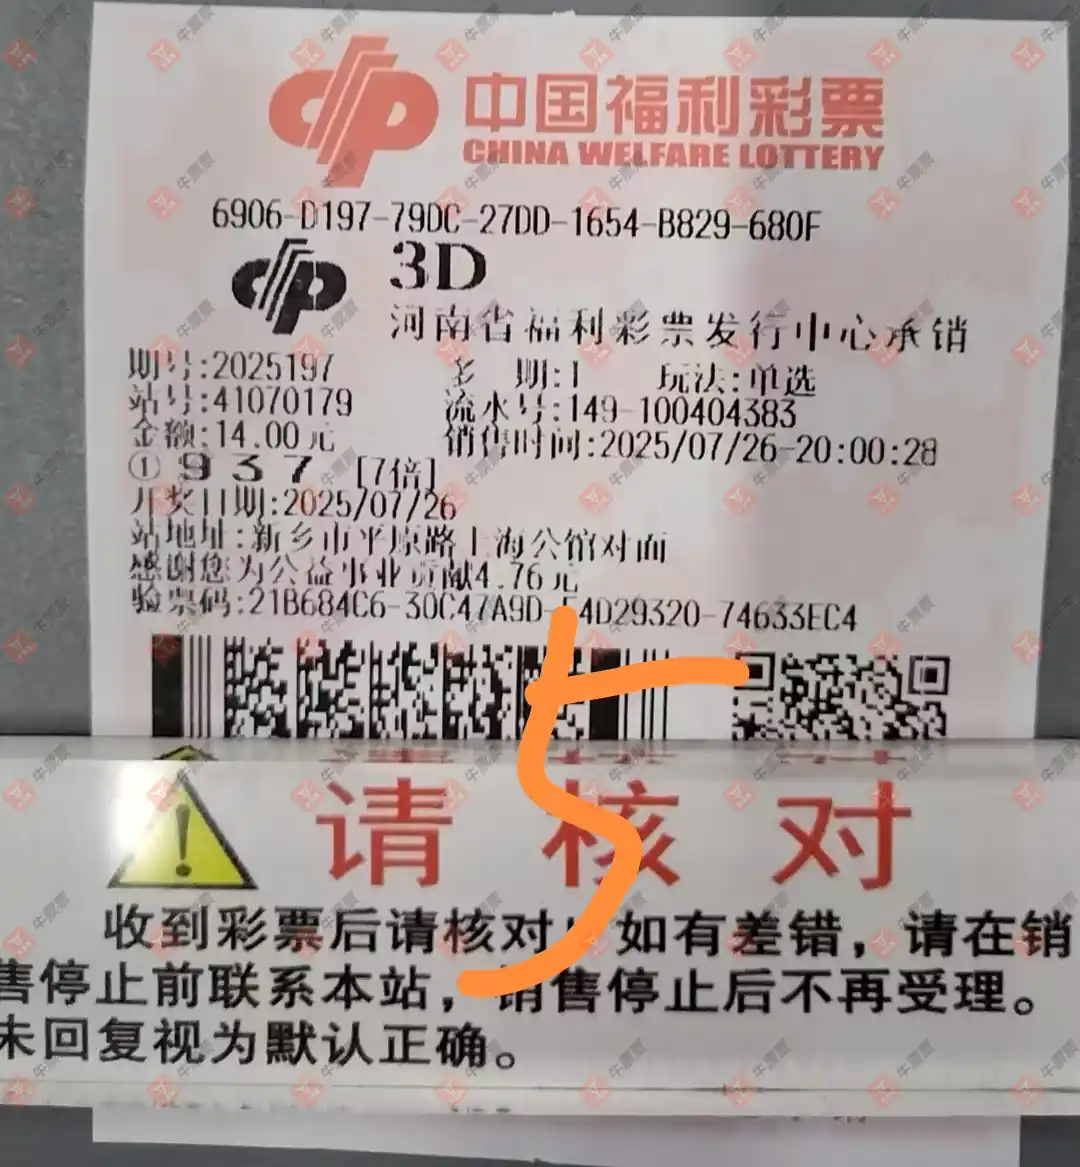 中国福利彩票
CHINA WELFARE LOTTERY
6906-D197-79DC-27DD-1654-B829-680F
3D
河南省福利彩票发行中心承销
期号:2025197 多 期:1 玩法:单选
站号:41070179 流水号:149-100404383
金额:14.00元 销售时间:2025/07/26-20:00:28
① 9 3 7 [7倍]
开奖日期:2025/07/26
站地址:新乡市平原路上海公馆对面
感谢您为公益事业贡献4.76元
验票码:21B684C6-30C47A9D- 4D29320-74633EC4
5
请核对
收到彩票后请核对 如有差错,请在销
售停止前联系本站,销售停止后不再受理。
未回复视为默认正确。
牛票票